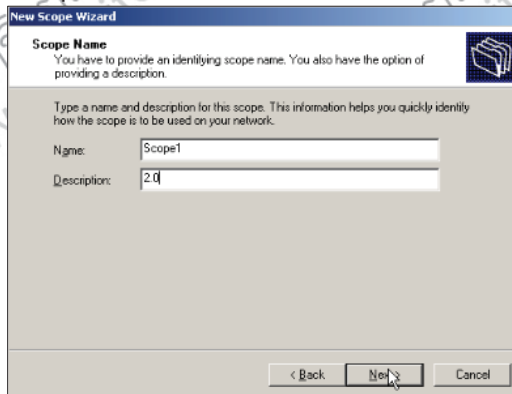 New Scope Wizard
Scope Name
You have to provide an identifying scope name. You also have the option of
providing a description.
Type a name and description for this scope. This information helps you quickly identify
how the scope is to be used on your network.
Name:
Scope1
Description:
2.0
< Back
Next >
Cancel